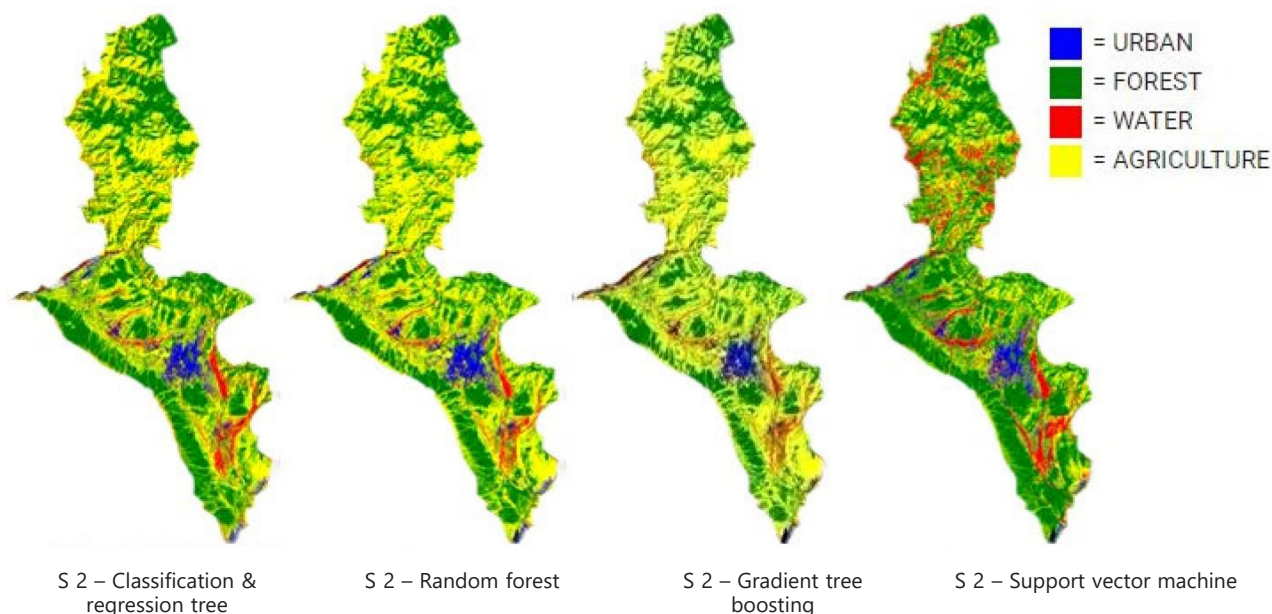 = URBAN
= FOREST
= WATER
= AGRICULTURE
S 2 – Classification &
regression tree
S 2 – Random forest
S 2 – Gradient tree
boosting
S 2 – Support vector machine